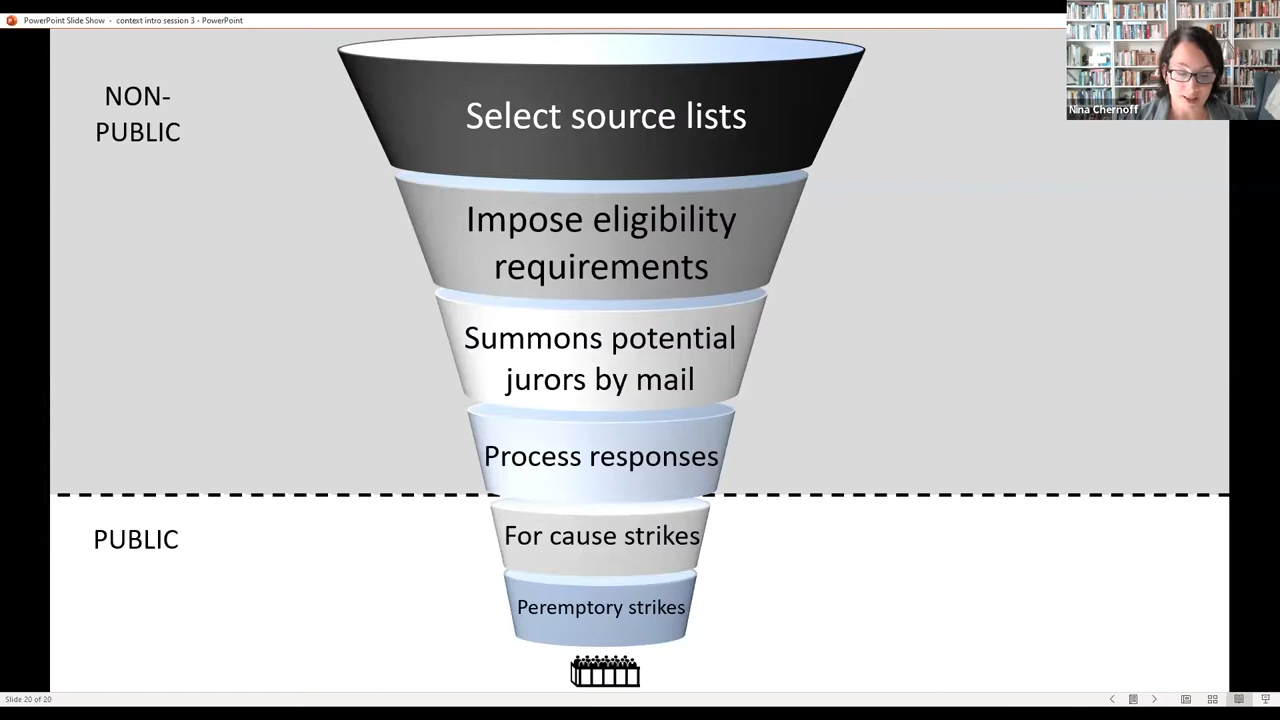 PowerPoint Slide Show - context intro session 3 - PowerPoint
Nina Chernoff
NON-
PUBLIC
Select source lists
Impose eligibility
requirements
Summons potential
jurors by mail
Process responses
PUBLIC
For cause strikes
Peremptory strikes
Slide 20 of 20